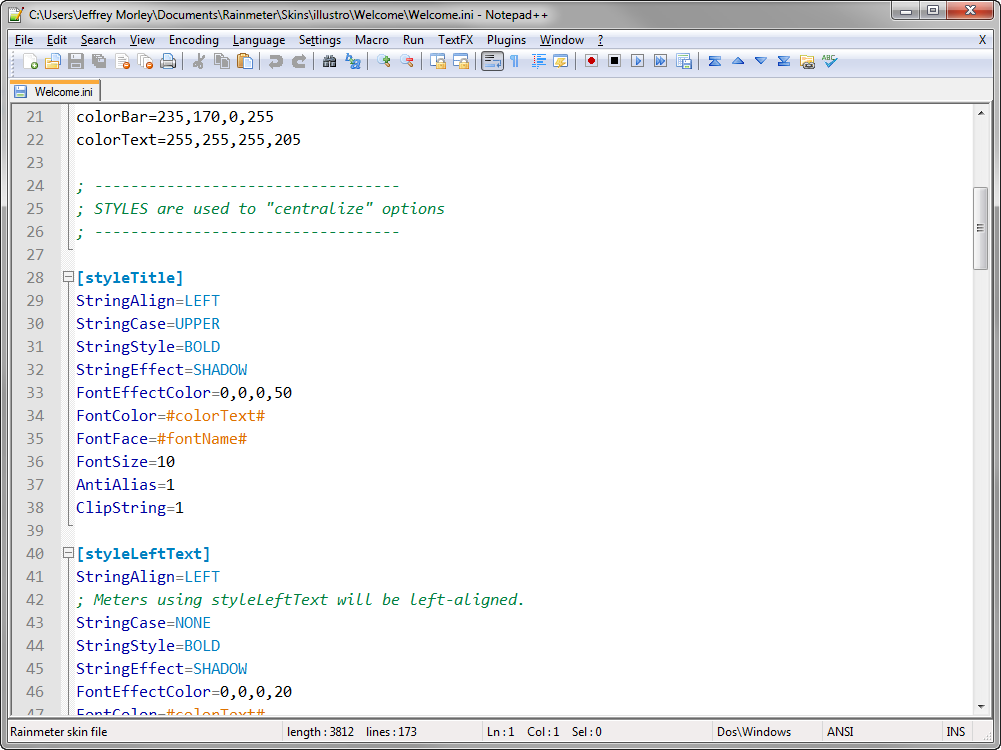 C:\Users\Jeffrey Morley\Documents\Rainmeter\Skins\illustro\Welcome\Welcome.ini - Notepad++
File Edit Search View Encoding Language Settings Macro Run TextFX Plugins Window ? X
Welcome.ini
21 colorBar=235,170,0,255
22 colorText=255,255,255,205
23
24 ; ----------------------------------
25 ; STYLES are used to "centralize" options
26 ; ----------------------------------
27
28 [styleTitle]
29 StringAlign=LEFT
30 StringCase=UPPER
31 StringStyle=BOLD
32 StringEffect=SHADOW
33 FontEffectColor=0,0,0,50
34 FontColor=#colorText#
35 FontFace=#fontName#
36 FontSize=10
37 AntiAlias=1
38 ClipString=1
39
40 [styleLeftText]
41 StringAlign=LEFT
42 ; Meters using styleLeftText will be left-aligned.
43 StringCase=NONE
44 StringStyle=BOLD
45 StringEffect=SHADOW
46 FontEffectColor=0,0,0,20
47 FontColor=#colorText#
Rainmeter skin file length : 3812 lines : 173 Ln : 1 Col : 1 Sel : 0 Dos\Windows ANSI INS